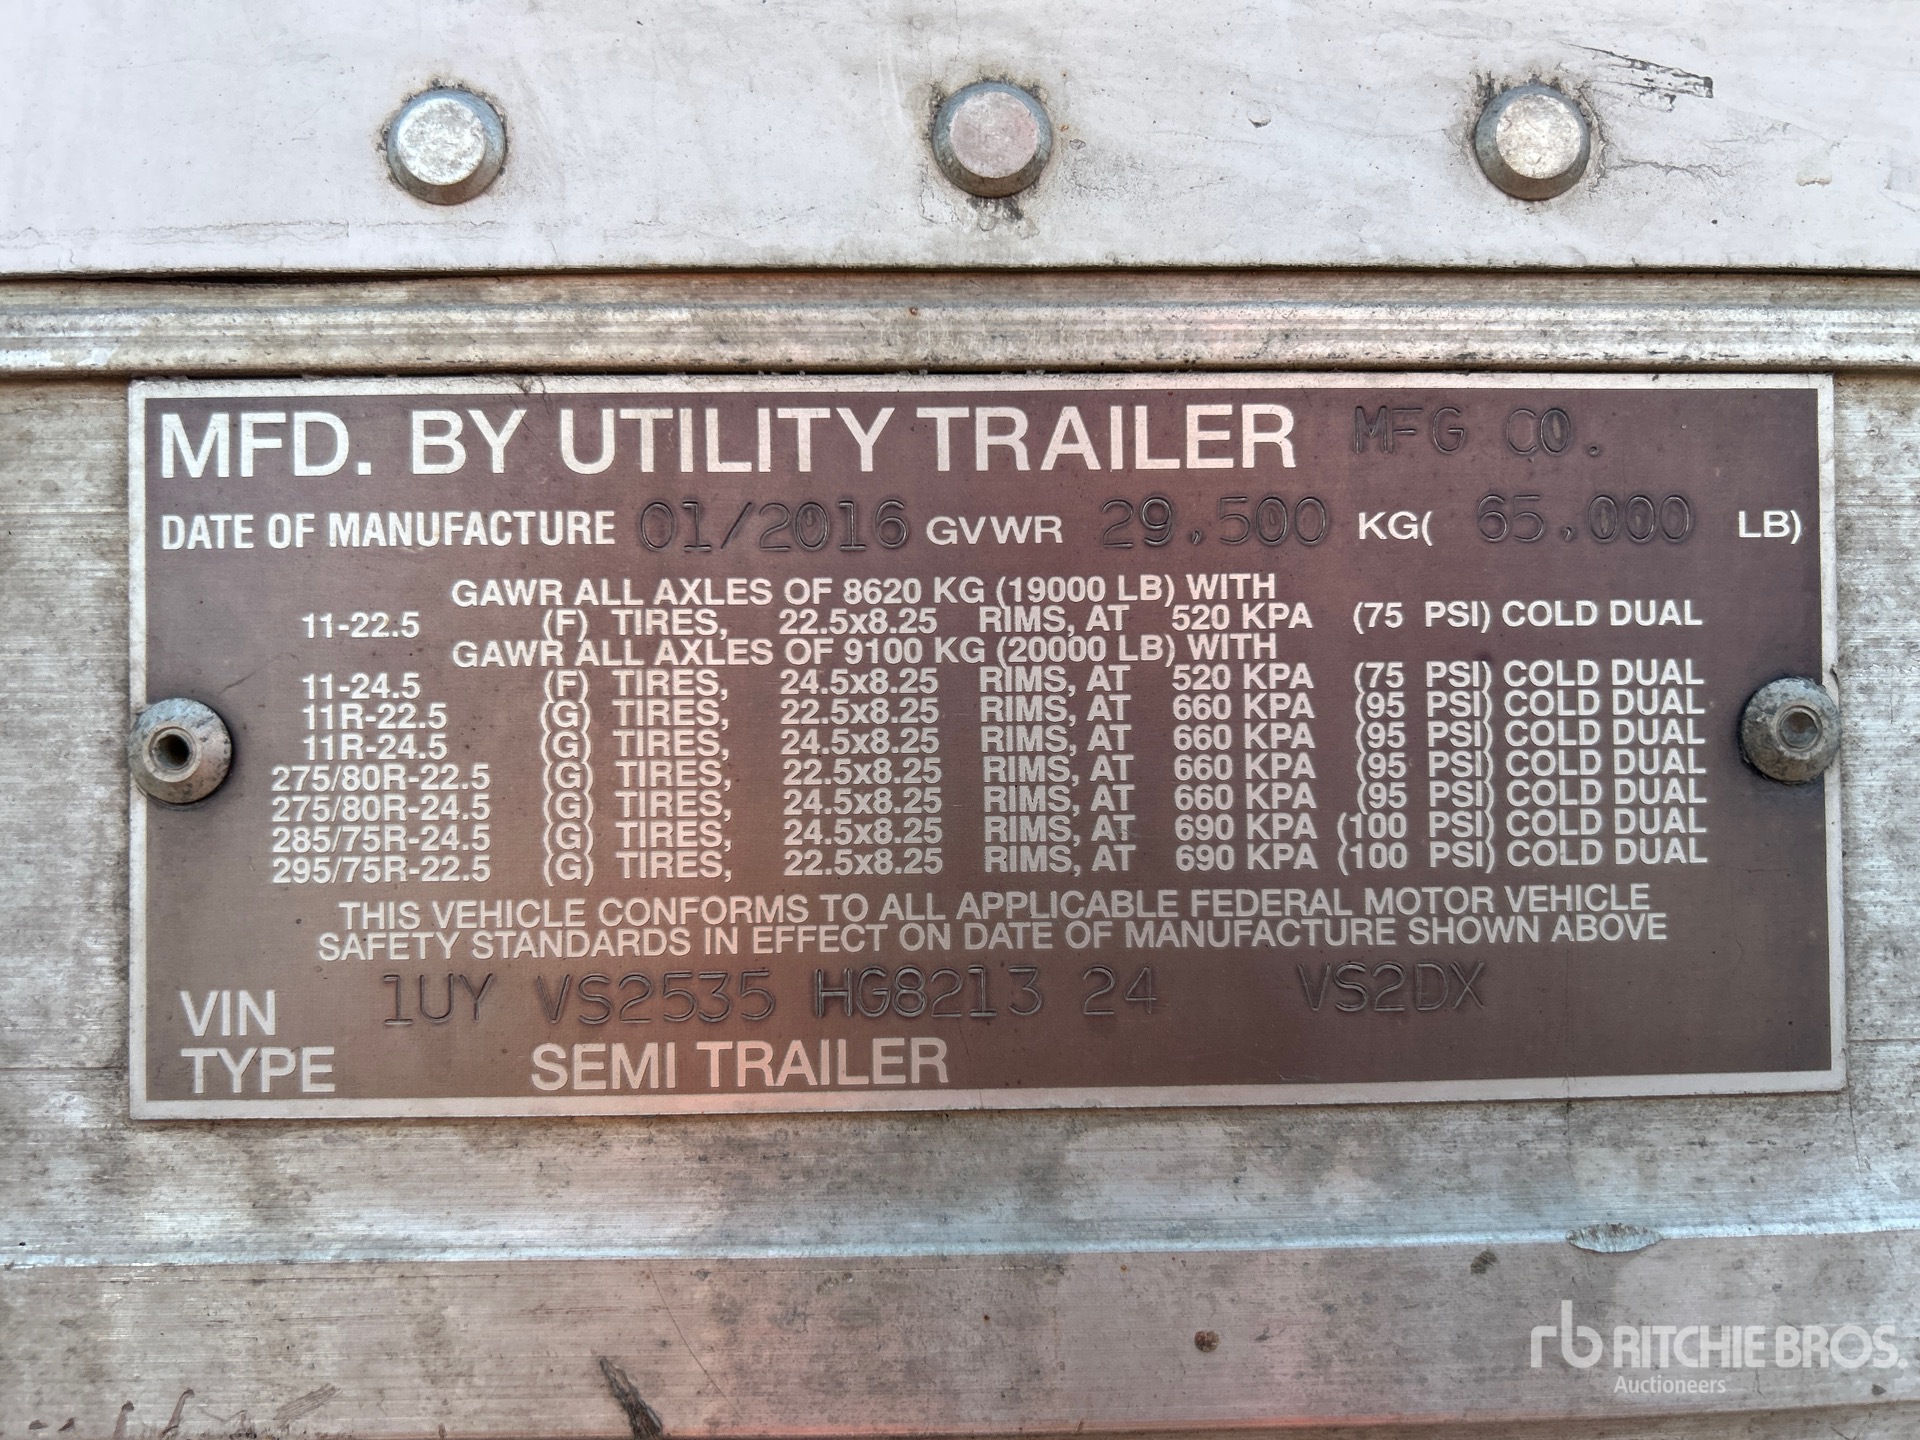 MFD. BY UTILITY TRAILER MFG CO.
DATE OF MANUFACTURE 01/2016 GVWR 29,500 KG( 65,000 LB)
GAWR ALL AXLES OF 8620 KG (19000 LB) WITH
11-22.5 (F) TIRES, 22.5x8.25 RIMS, AT 520 KPA (75 PSI) COLD DUAL
GAWR ALL AXLES OF 9100 KG (20000 LB) WITH
11-24.5 (F) TIRES, 24.5x8.25 RIMS, AT 520 KPA (75 PSI) COLD DUAL
11R-22.5 (G) TIRES, 22.5x8.25 RIMS, AT 660 KPA (95 PSI) COLD DUAL
11R-24.5 (G) TIRES, 24.5x8.25 RIMS, AT 660 KPA (95 PSI) COLD DUAL
275/80R-22.5 (G) TIRES, 22.5x8.25 RIMS, AT 660 KPA (95 PSI) COLD DUAL
275/80R-24.5 (G) TIRES, 24.5x8.25 RIMS, AT 660 KPA (95 PSI) COLD DUAL
285/75R-24.5 (G) TIRES, 24.5x8.25 RIMS, AT 690 KPA (100 PSI) COLD DUAL
295/75R-22.5 (G) TIRES, 22.5x8.25 RIMS, AT 690 KPA (100 PSI) COLD DUAL
THIS VEHICLE CONFORMS TO ALL APPLICABLE FEDERAL MOTOR VEHICLE
SAFETY STANDARDS IN EFFECT ON DATE OF MANUFACTURE SHOWN ABOVE
VIN 1UY VS2535 HG8213 24 VS2DX
TYPE SEMI TRAILER
rb RITCHIE BROS.
Auctioneers